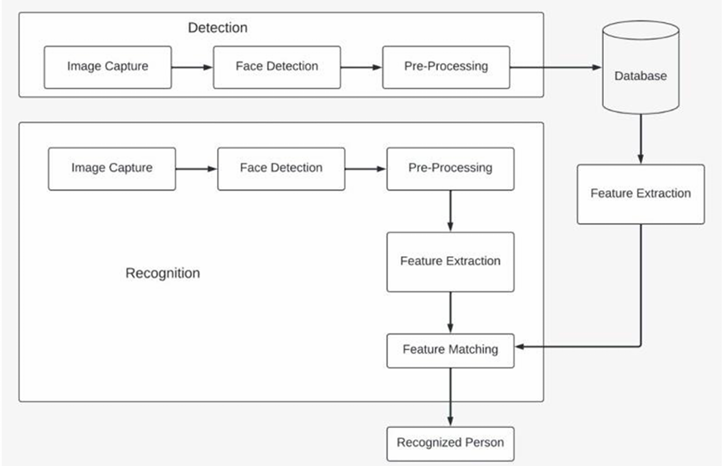 Detection
Image Capture
Face Detection
Pre-Processing
Database
Image Capture
Face Detection
Pre-Processing
Feature Extraction
Feature Extraction
Recognition
Feature Matching
Recognized Person